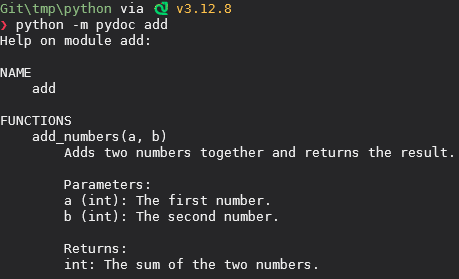 Git\tmp\python via v3.12.8
❯ python -m pydoc add
Help on module add:
NAME
add
FUNCTIONS
add_numbers(a, b)
Adds two numbers together and returns the result.
Parameters:
a (int): The first number.
b (int): The second number.
Returns:
int: The sum of the two numbers.